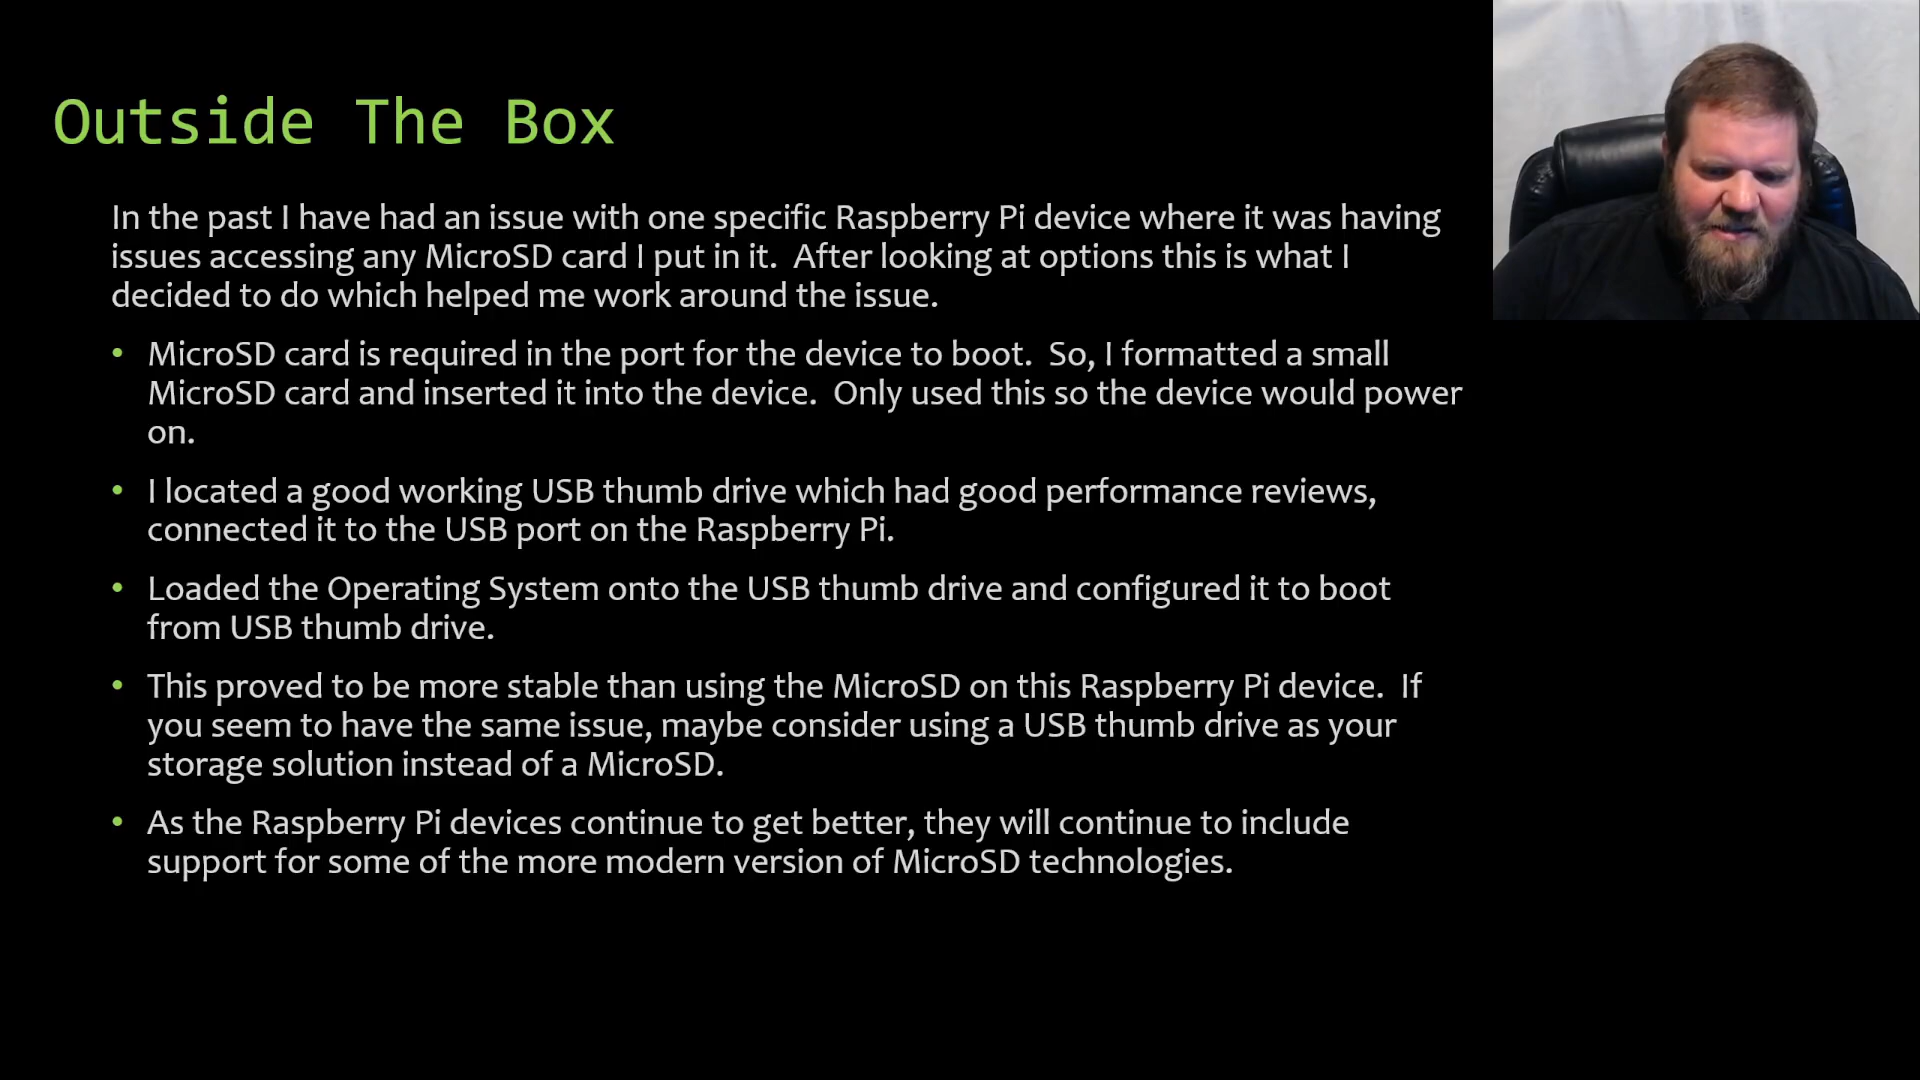 Outside The Box
In the past I have had an issue with one specific Raspberry Pi device where it was having
issues accessing any MicroSD card I put in it.  After looking at options this is what I
decided to do which helped me work around the issue.
• MicroSD card is required in the port for the device to boot.  So, I formatted a small
MicroSD card and inserted it into the device.  Only used this so the device would power
on.
• I located a good working USB thumb drive which had good performance reviews,
connected it to the USB port on the Raspberry Pi.
• Loaded the Operating System onto the USB thumb drive and configured it to boot
from USB thumb drive.
• This proved to be more stable than using the MicroSD on this Raspberry Pi device.  If
you seem to have the same issue, maybe consider using a USB thumb drive as your
storage solution instead of a MicroSD.
• As the Raspberry Pi devices continue to get better, they will continue to include
support for some of the more modern version of MicroSD technologies.